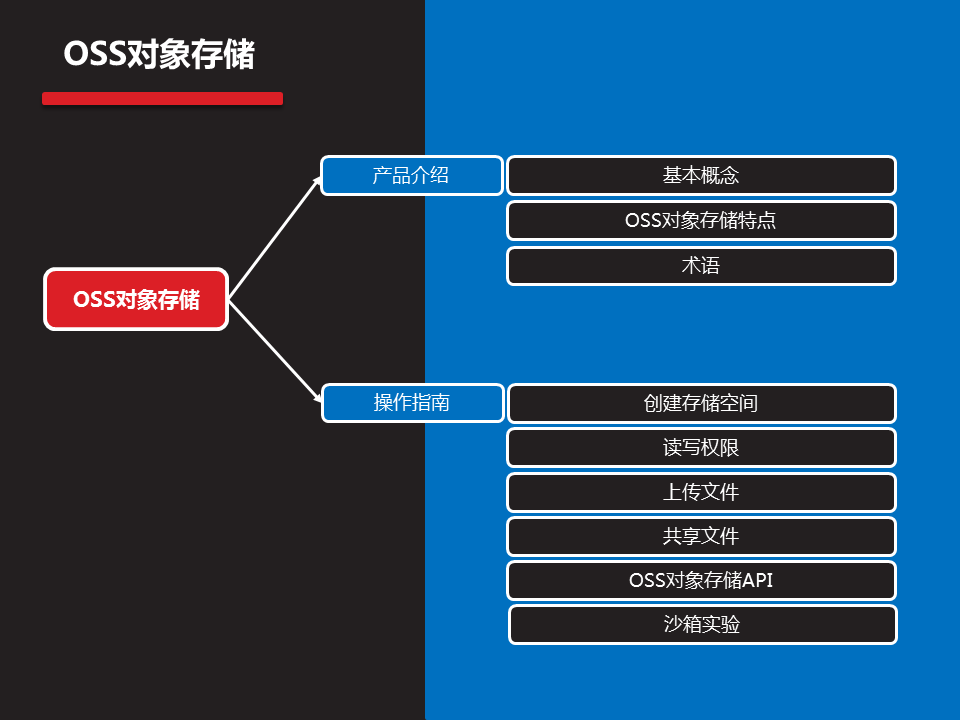 OSS对象存储
产品介绍
基本概念
OSS对象存储特点
术语
OSS对象存储
操作指南
创建存储空间
读写权限
上传文件
共享文件
OSS对象存储API
沙箱实验